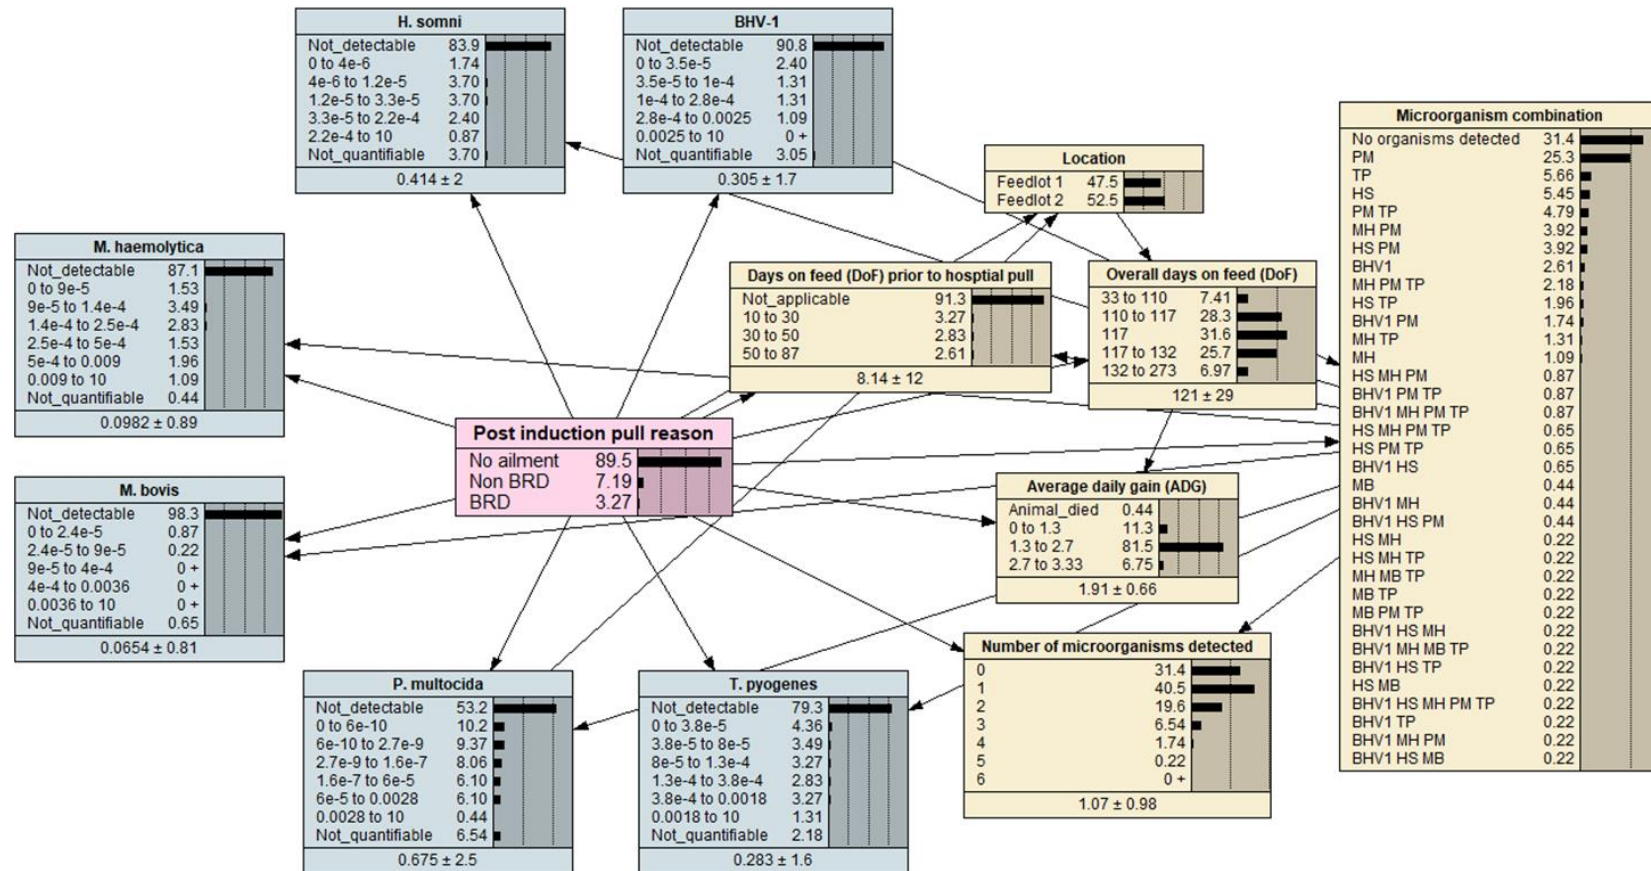 H. somni
Not_detectable 83.9
0 to 4e-6 1.74
4e-6 to 1.2e-5 3.70
1.2e-5 to 3.3e-5 3.70
3.3e-5 to 2.2e-4 2.40
2.2e-4 to 10 0.87
Not_quantifiable 3.70
0.414 ± 2
BHV-1
Not_detectable 90.8
0 to 3.5e-5 2.40
3.5e-5 to 1e-4 1.31
1e-4 to 2.8e-4 1.31
2.8e-4 to 0.0025 1.09
0.0025 to 10 0 +
Not_quantifiable 3.05
0.305 ± 1.7
Location
Feedlot 1 47.5
Feedlot 2 52.5
M. haemolytica
Not_detectable 87.1
0 to 9e-5 1.53
9e-5 to 1.4e-4 3.49
1.4e-4 to 2.5e-4 2.83
2.5e-4 to 5e-4 1.53
5e-4 to 0.009 1.96
0.009 to 10 1.09
Not_quantifiable 0.44
0.0982 ± 0.89
Days on feed (DoF) prior to hosptial pull
Not_applicable 91.3
10 to 30 3.27
30 to 50 2.83
50 to 87 2.61
8.14 ± 12
Overall days on feed (DoF)
33 to 110 7.41
110 to 117 28.3
117 31.6
117 to 132 25.7
132 to 273 6.97
121 ± 29
Post induction pull reason
No ailment 89.5
Non BRD 7.19
BRD 3.27
M. bovis
Not_detectable 98.3
0 to 2.4e-5 0.87
2.4e-5 to 9e-5 0.22
9e-5 to 4e-4 0 +
4e-4 to 0.0036 0 +
0.0036 to 10 0 +
Not_quantifiable 0.65
0.0654 ± 0.81
Average daily gain (ADG)
Animal_died 0.44
0 to 1.3 11.3
1.3 to 2.7 81.5
2.7 to 3.33 6.75
1.91 ± 0.66
P. multocida
Not_detectable 53.2
0 to 6e-10 10.2
6e-10 to 2.7e-9 9.37
2.7e-9 to 1.6e-7 8.06
1.6e-7 to 6e-5 6.10
6e-5 to 0.0028 6.10
0.0028 to 10 0.44
Not_quantifiable 6.54
0.675 ± 2.5
T. pyogenes
Not_detectable 79.3
0 to 3.8e-5 4.36
3.8e-5 to 8e-5 3.49
8e-5 to 1.3e-4 3.27
1.3e-4 to 3.8e-4 2.83
3.8e-4 to 0.0018 3.27
0.0018 to 10 1.31
Not_quantifiable 2.18
0.283 ± 1.6
Number of microorganisms detected
0 31.4
1 40.5
2 19.6
3 6.54
4 1.74
5 0.22
6 0 +
1.07 ± 0.98
Microorganism combination
No organisms detected 31.4
PM 25.3
TP 5.66
HS 5.45
PM TP 4.79
MH PM 3.92
HS PM 3.92
BHV1 2.61
MH PM TP 2.18
HS TP 1.96
BHV1 PM 1.74
MH TP 1.31
MH 1.09
HS MH PM 0.87
BHV1 PM TP 0.87
BHV1 MH PM TP 0.87
HS MH PM TP 0.65
HS PM TP 0.65
BHV1 HS 0.65
MB 0.44
BHV1 MH 0.44
BHV1 HS PM 0.44
HS MH 0.22
HS MH TP 0.22
MH MB TP 0.22
MB TP 0.22
MB PM TP 0.22
BHV1 HS MH 0.22
BHV1 MH MB TP 0.22
BHV1 HS TP 0.22
HS MB 0.22
BHV1 HS MH PM TP 0.22
BHV1 TP 0.22
BHV1 MH PM 0.22
BHV1 HS MB 0.22